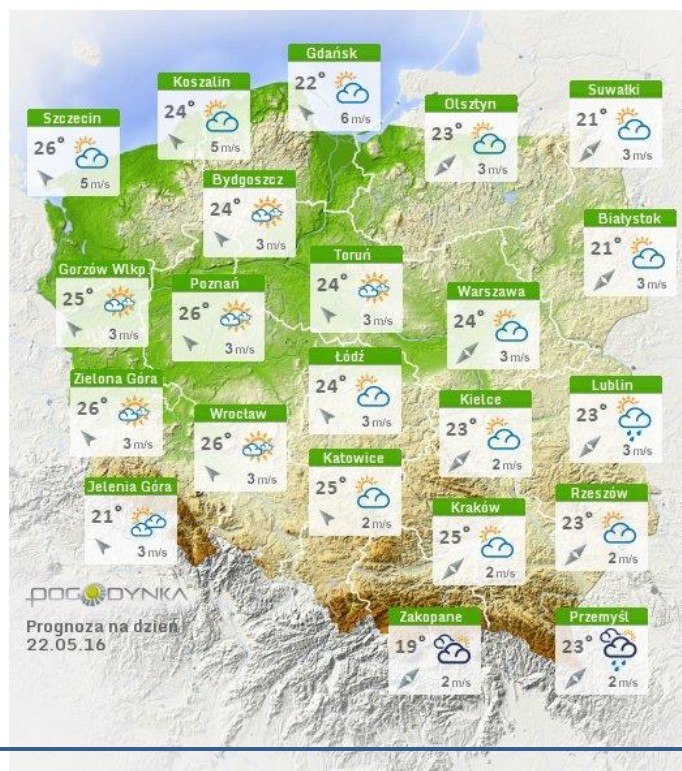 Gdańsk
22°
6 m/s
Koszalin
24°
5 m/s
Suwałki
21°
3 m/s
Olsztyn
23°
3 m/s
Szczecin
26°
5 m/s
Bydgoszcz
24°
3 m/s
Białystok
21°
3 m/s
Toruń
24°
3 m/s
Gorzów Wlkp.
25°
3 m/s
Poznań
26°
3 m/s
Warszawa
24°
3 m/s
Łódź
24°
3 m/s
Zielona Góra
26°
3 m/s
Lublin
23°
3 m/s
Kielce
23°
2 m/s
Wrocław
26°
3 m/s
Katowice
25°
2 m/s
Jelenia Góra
21°
3 m/s
Rzeszów
23°
2 m/s
Kraków
25°
2 m/s
POGODYNKA
Prognoza na dzień
22.05.16
Zakopane
19°
2 m/s
Przemyśl
23°
2 m/s